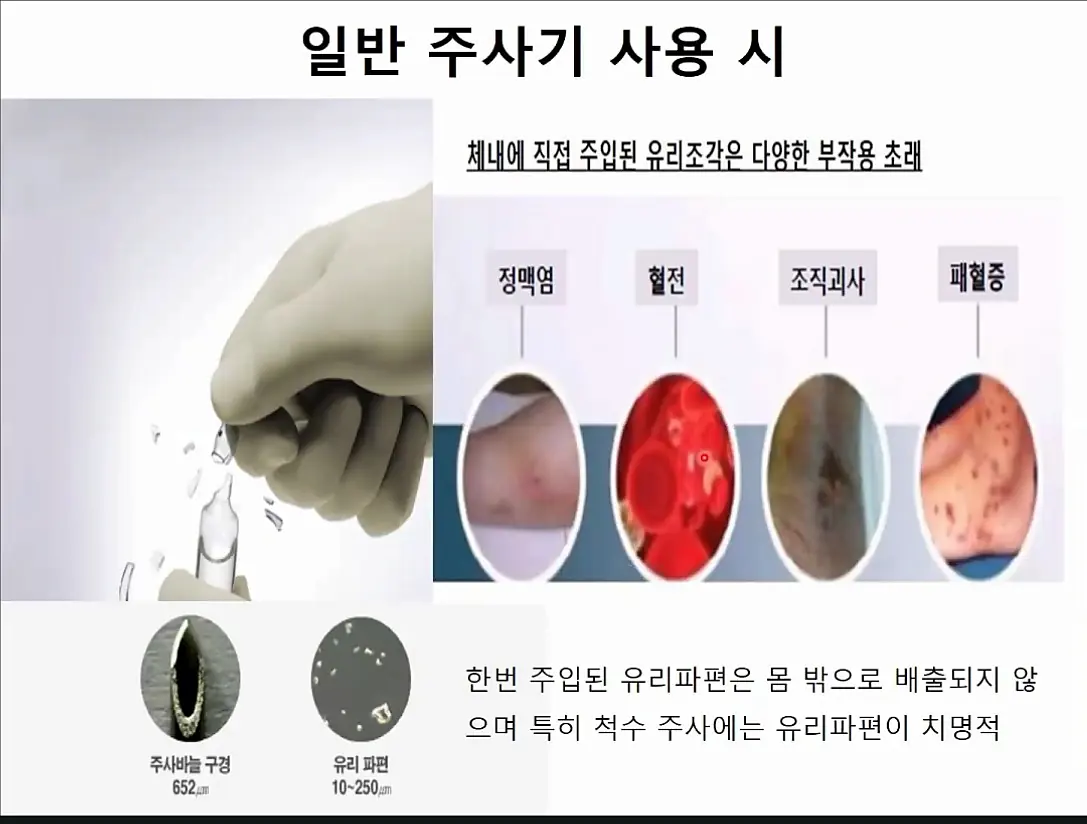 일반 주사기 사용 시
체내에 직접 주입된 유리조각은 다양한 부작용 초래
정맥염
혈전
조직괴사
패혈증
주사바늘 구경
652㎛
유리 파편
10~250㎛
한번 주입된 유리파편은 몸 밖으로 배출되지 않
으며 특히 척수 주사에는 유리파편이 치명적